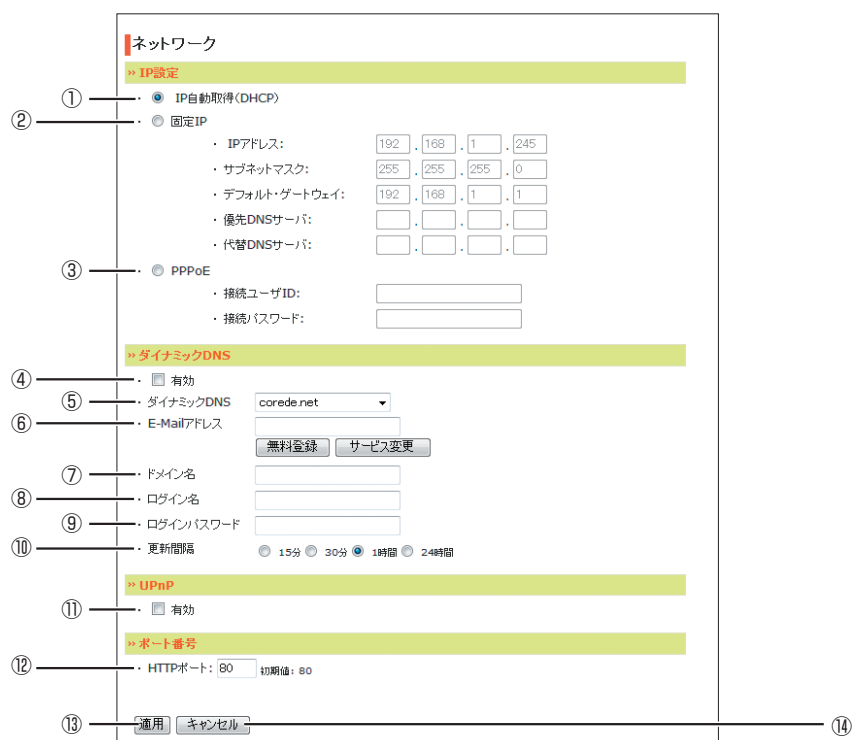 ネットワーク
» IP設定
① ・ IP自動取得(DHCP)
② ・ 固定IP
・ IPアドレス: 192 . 168 . 1 . 245
・ サブネットマスク: 255 . 255 . 255 . 0
・ デフォルト・ゲートウェイ: 192 . 168 . 1 . 1
・ 優先DNSサーバ: . . .
・ 代替DNSサーバ: . . .
③ ・ PPPoE
・ 接続ユーザID:
・ 接続パスワード:
» ダイナミックDNS
④ ・ 有効
⑤ ・ ダイナミックDNS corede.net
⑥ ・ E-Mailアドレス
無料登録 サービス変更
⑦ ・ ドメイン名
⑧ ・ ログイン名
⑨ ・ ログインパスワード
⑩ ・ 更新間隔 15分 30分 1時間 24時間
» UPnP
⑪ ・ 有効
» ポート番号
⑫ ・ HTTPポート: 80 初期値: 80
⑬ 適用 キャンセル ⑭